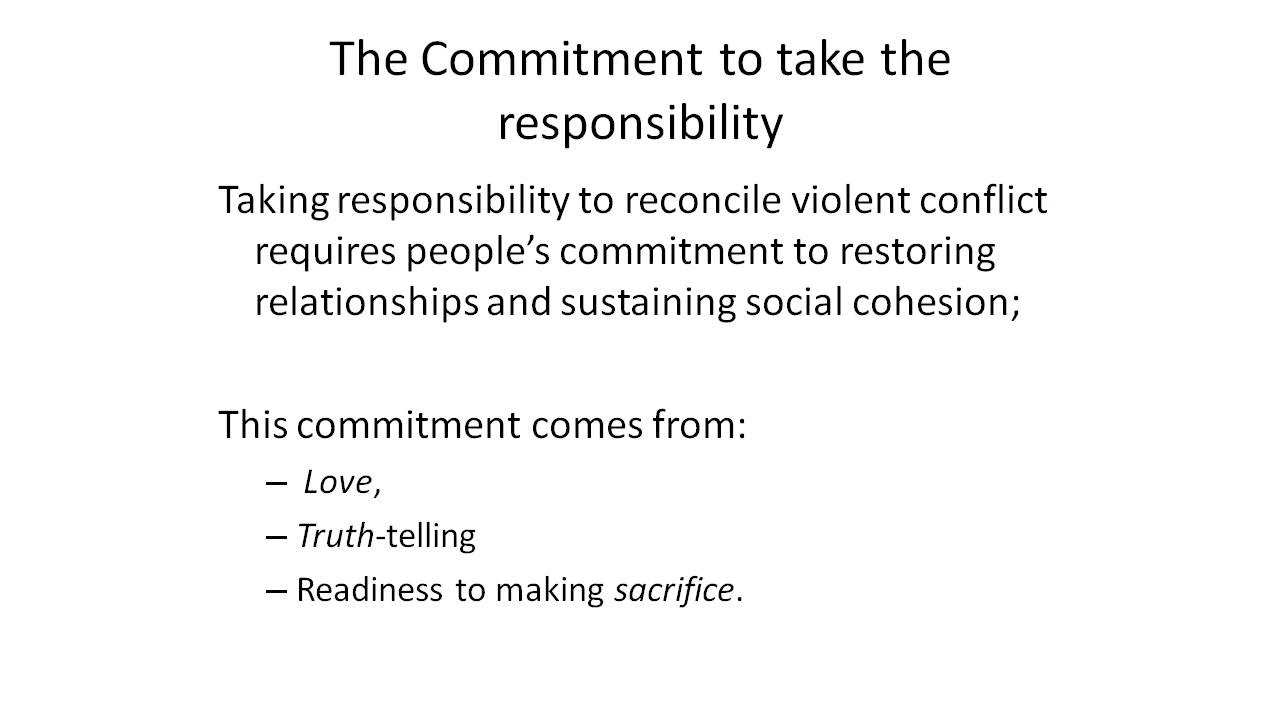 The Commitment to take the
responsibility
Taking responsibility to reconcile violent conflict
requires people’s commitment to restoring
relationships and sustaining social cohesion;
This commitment comes from:
– Love,
– Truth-telling
– Readiness to making sacrifice.